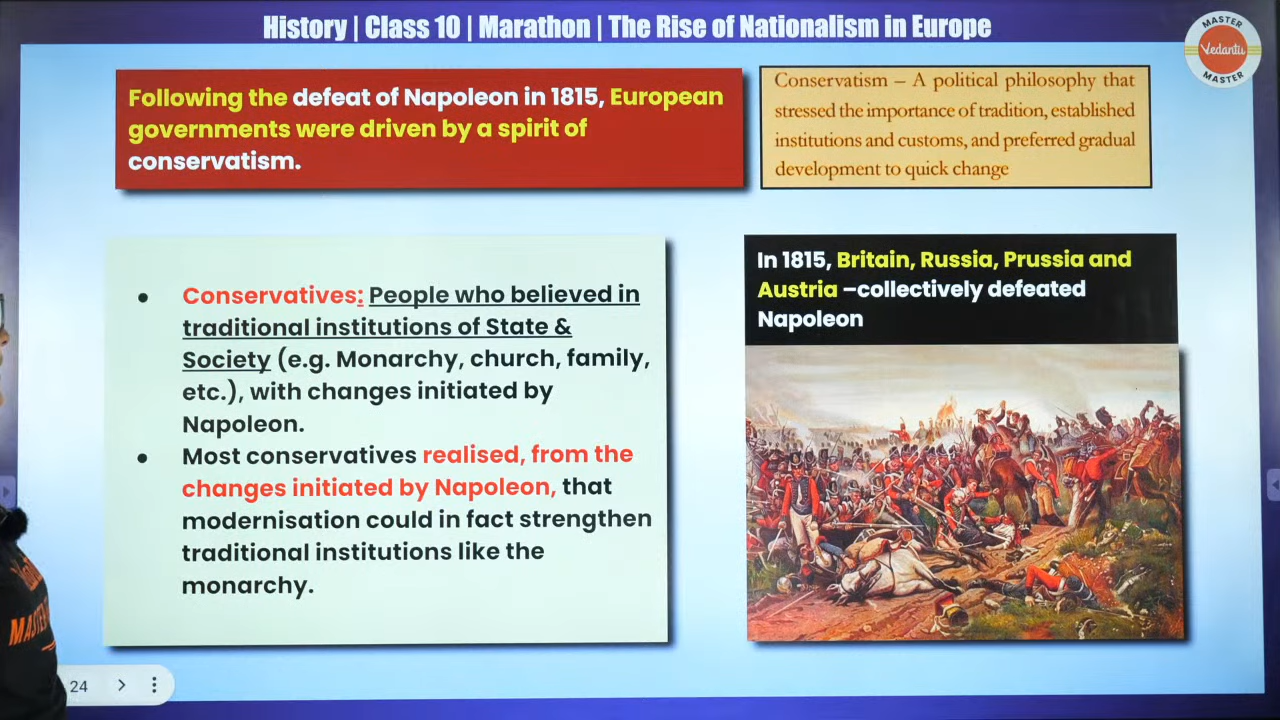 History | Class 10 | Marathon | The Rise of Nationalism in Europe
MASTER
Vedantu
MASTER
Following the defeat of Napoleon in 1815, European
governments were driven by a spirit of
conservatism.
Conservatism – A political philosophy that
stressed the importance of tradition, established
institutions and customs, and preferred gradual
development to quick change
● Conservatives: People who believed in
traditional institutions of State &
Society (e.g. Monarchy, church, family,
etc.), with changes initiated by
Napoleon.
● Most conservatives realised, from the
changes initiated by Napoleon, that
modernisation could in fact strengthen
traditional institutions like the
monarchy.
In 1815, Britain, Russia, Prussia and
Austria –collectively defeated
Napoleon
24